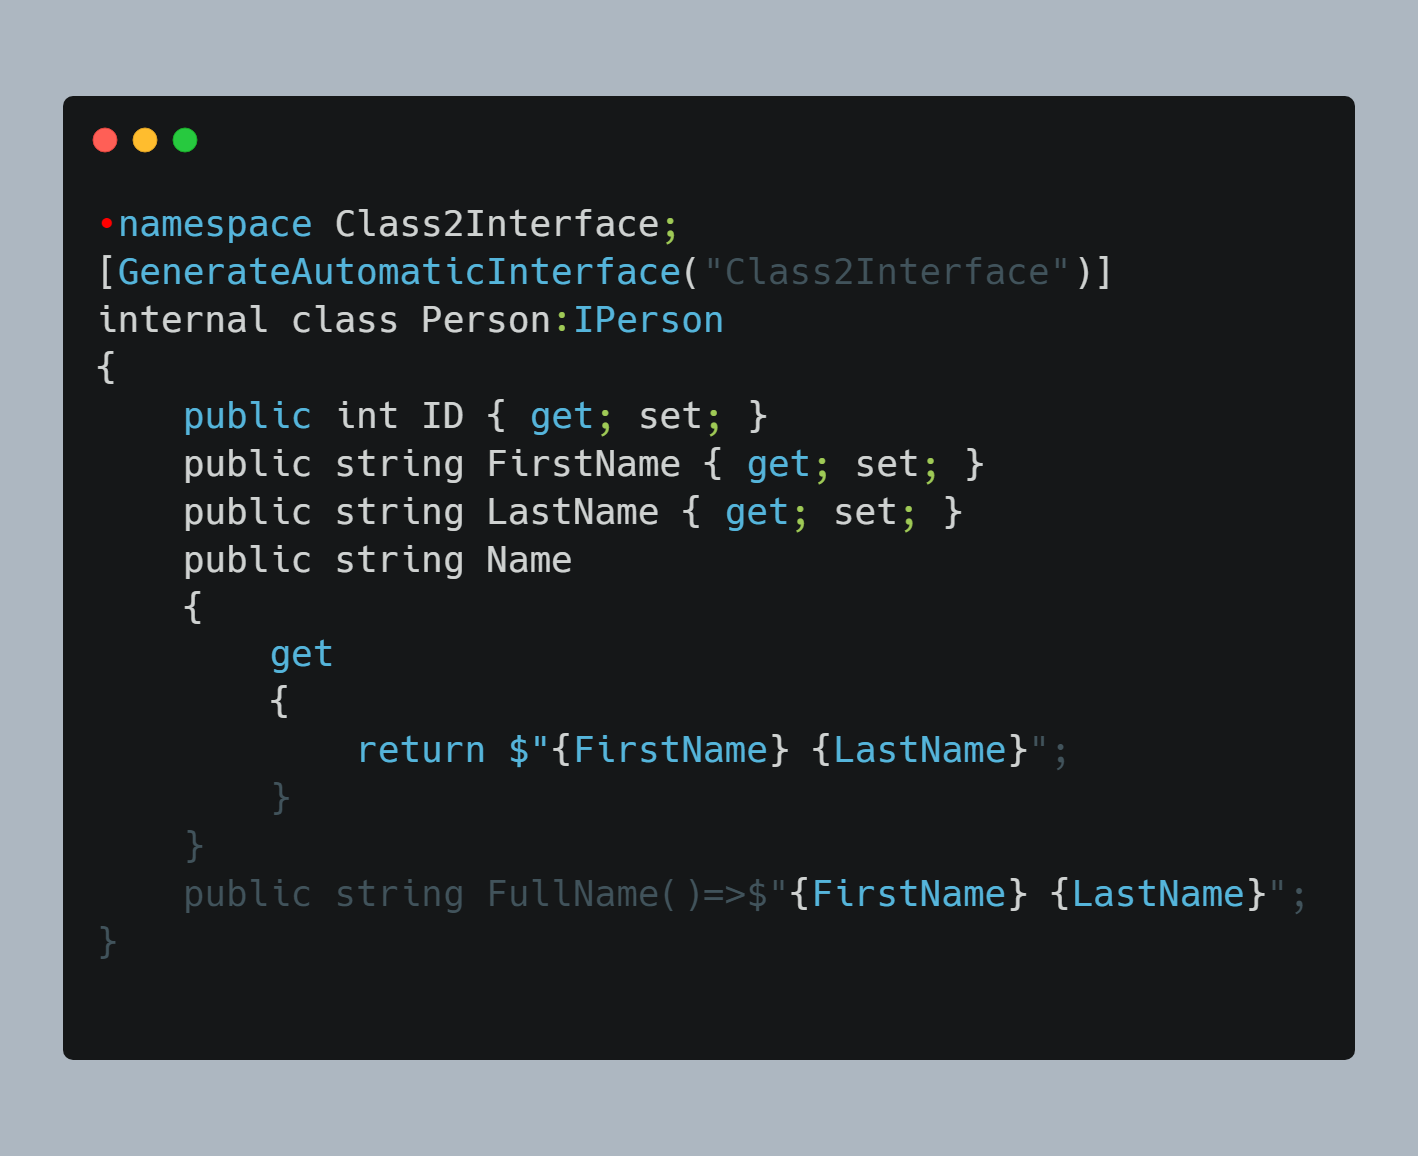 •namespace Class2Interface;
[GenerateAutomaticInterface("Class2Interface")]
internal class Person:IPerson
{
    public int ID { get; set; }
    public string FirstName { get; set; }
    public string LastName { get; set; }
    public string Name
    {
        get
        {
            return $"{FirstName} {LastName}";
        }
    }
    public string FullName()=>$"{FirstName} {LastName}";
}